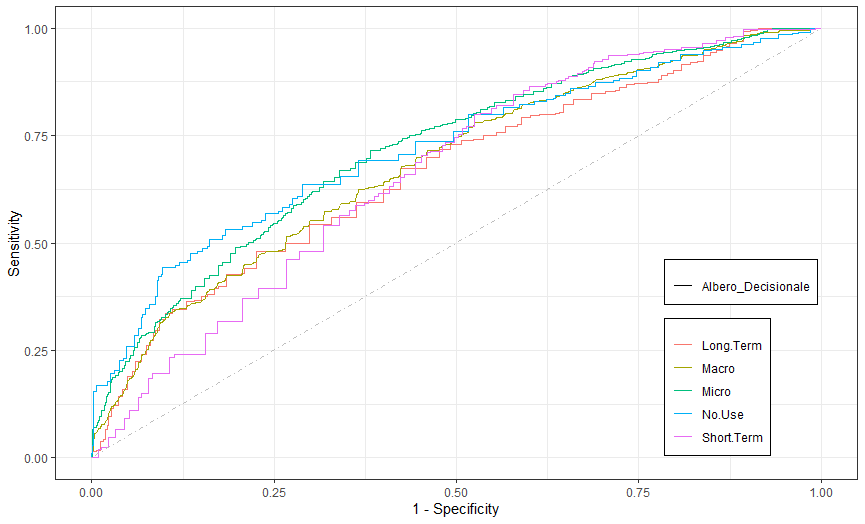 1.00
0.75
0.50
0.25
0.00
Sensitivity
Albero_Decisionale
Long.Term
Macro
Micro
No.Use
Short.Term
0.00 0.25 0.50 0.75 1.00
1 - Specificity